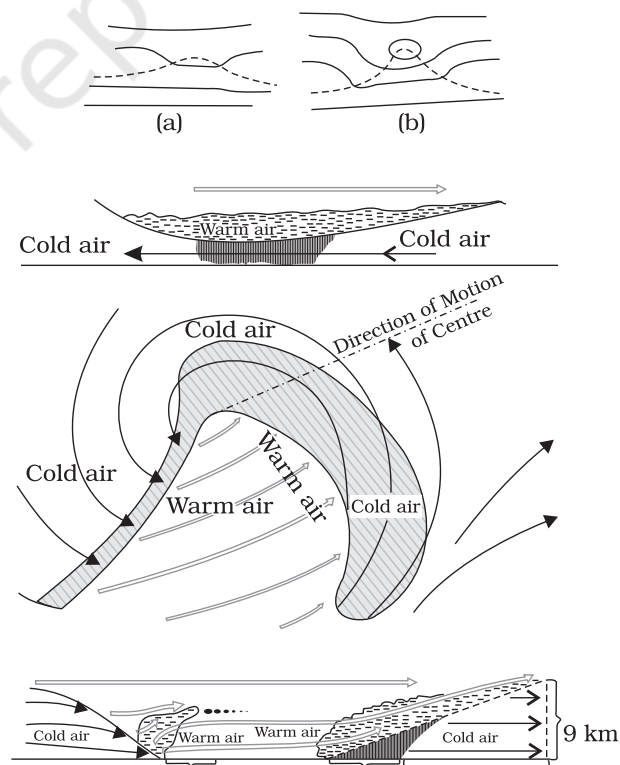 rep
(a)
(b)
Warm air
Cold air
Cold air
Cold air
Direction of Motion
of Centre
Cold air
Warm air
Warm air
Cold air
Cold air
Warm air
Warm air
Cold air
9 km